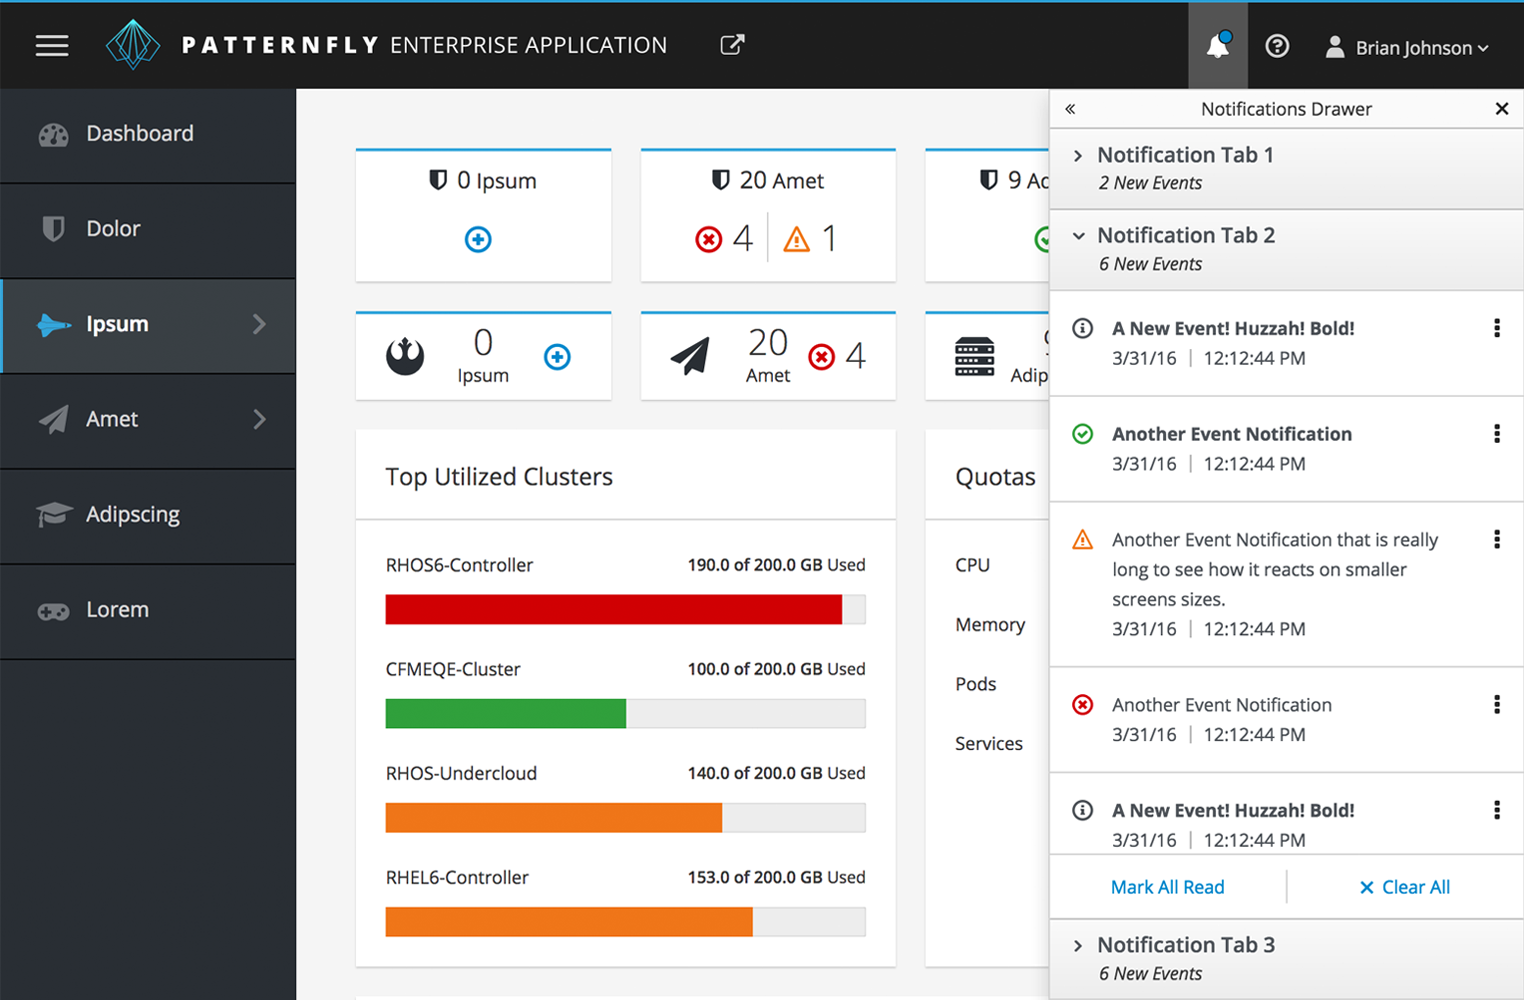 PATTERNFLY ENTERPRISE APPLICATION
Brian Johnson
Dashboard
Dolor
Ipsum
Amet
Adipscing
Lorem
0 Ipsum
20 Amet
4
1
9
0
Ipsum
20
Amet
4
Adip
Top Utilized Clusters
RHOS6-Controller 190.0 of 200.0 GB Used
CFMEQE-Cluster 100.0 of 200.0 GB Used
RHOS-Undercloud 140.0 of 200.0 GB Used
RHEL6-Controller 153.0 of 200.0 GB Used
Quotas
CPU
Memory
Pods
Services
Notifications Drawer
Notification Tab 1
2 New Events
Notification Tab 2
6 New Events
A New Event! Huzzah! Bold!
3/31/16 | 12:12:44 PM
Another Event Notification
3/31/16 | 12:12:44 PM
Another Event Notification that is really
long to see how it reacts on smaller
screens sizes.
3/31/16 | 12:12:44 PM
Another Event Notification
3/31/16 | 12:12:44 PM
A New Event! Huzzah! Bold!
3/31/16 | 12:12:44 PM
Mark All Read
Clear All
Notification Tab 3
6 New Events